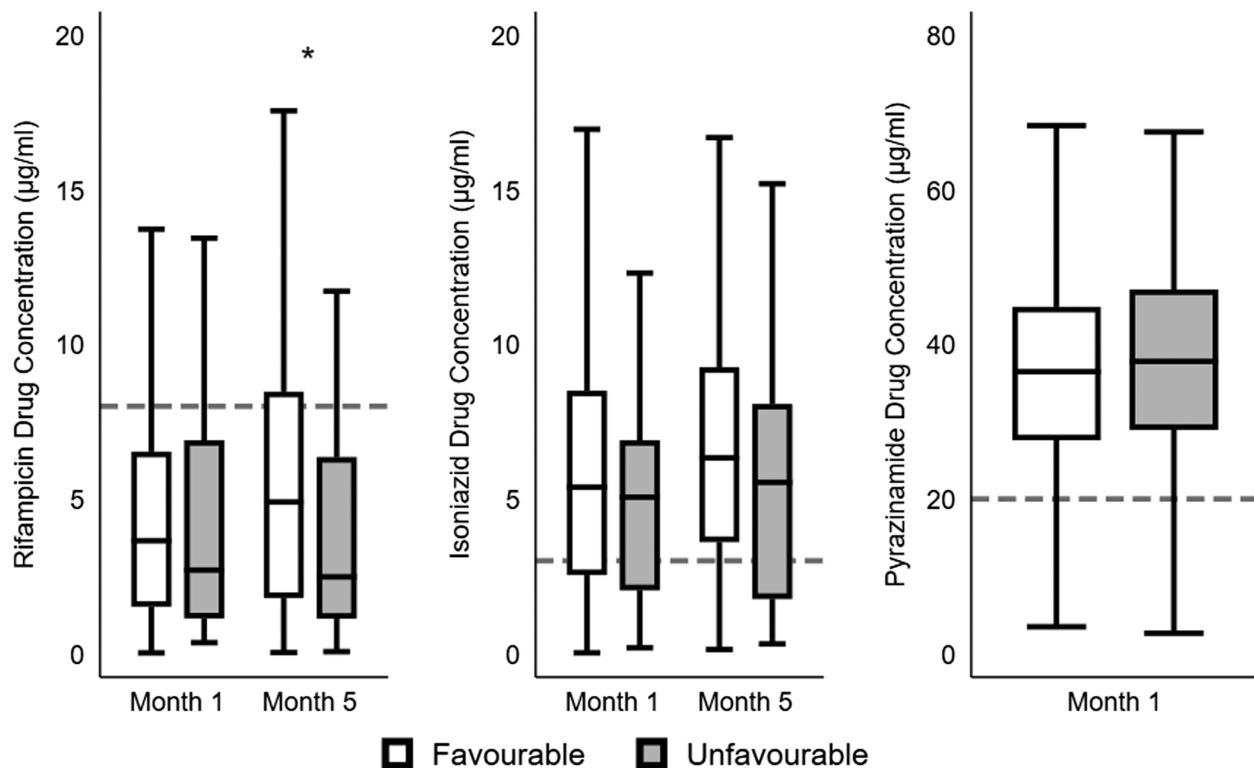 Rifampicin Drug Concentration (µg/ml)
20
15
10
5
0
*
Month 1
Month 5
Isoniazid Drug Concentration (µg/ml)
20
15
10
5
0
Month 1
Month 5
Pyrazinamide Drug Concentration (µg/ml)
80
60
40
20
0
Month 1
Favourable
Unfavourable